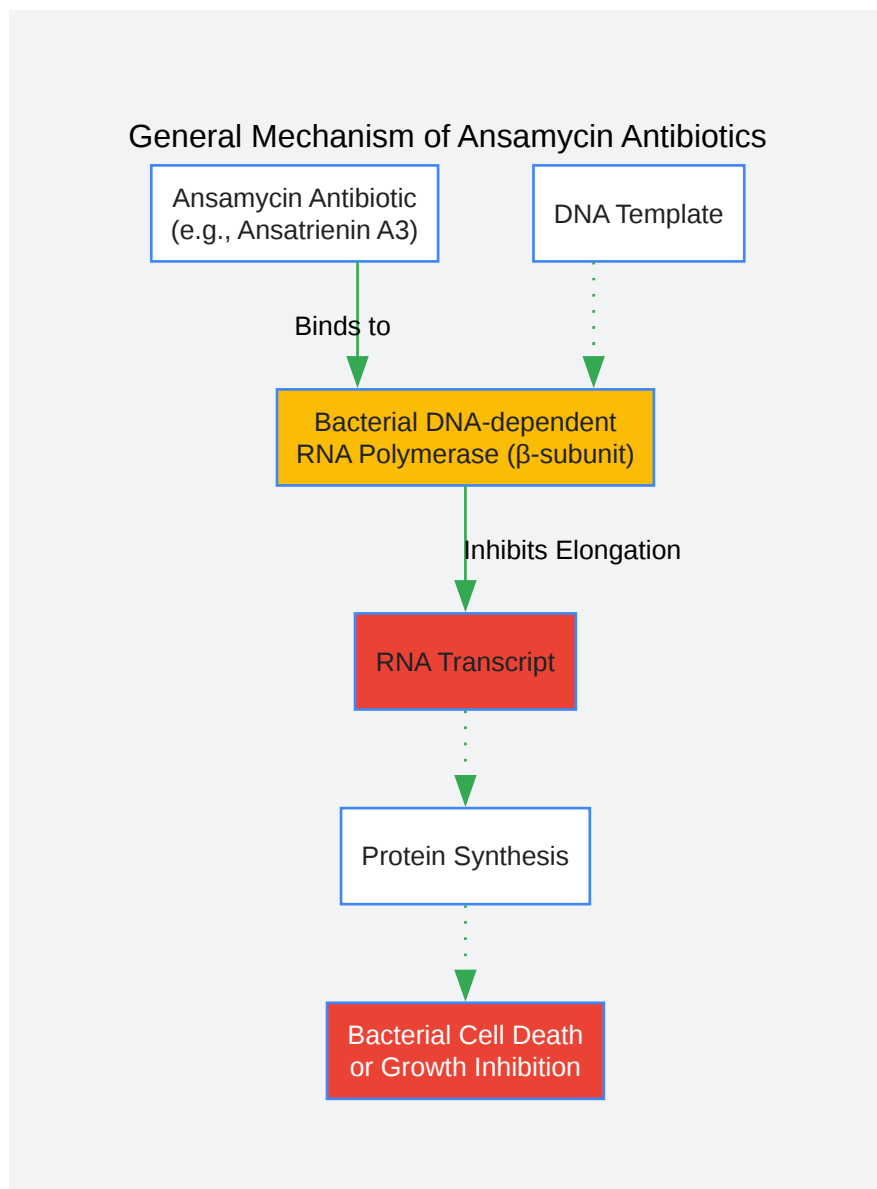 General Mechanism of Ansamycin Antibiotics
Ansamycin Antibiotic
(e.g., Ansatrienin A3)
DNA Template
Binds to
Bacterial DNA-dependent
RNA Polymerase (β-subunit)
Inhibits Elongation
RNA Transcript
Protein Synthesis
Bacterial Cell Death
or Growth Inhibition